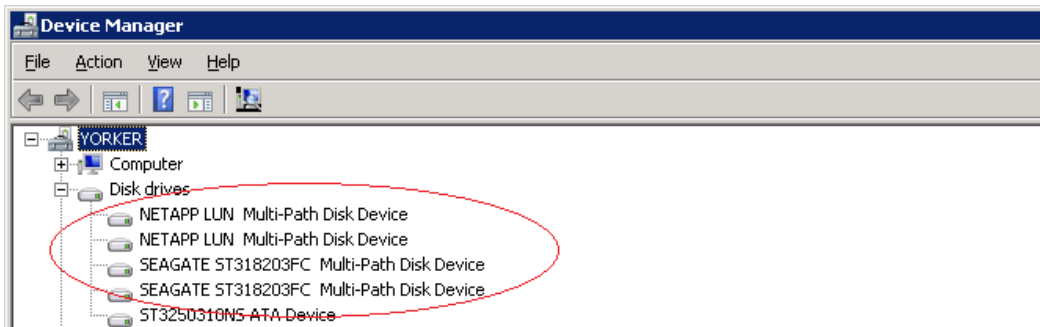 Device Manager
File Action View Help
YORKER
Computer
Disk drives
NETAPP LUN Multi-Path Disk Device
NETAPP LUN Multi-Path Disk Device
SEAGATE ST318203FC Multi-Path Disk Device
SEAGATE ST318203FC Multi-Path Disk Device
ST3250310NS ATA Device